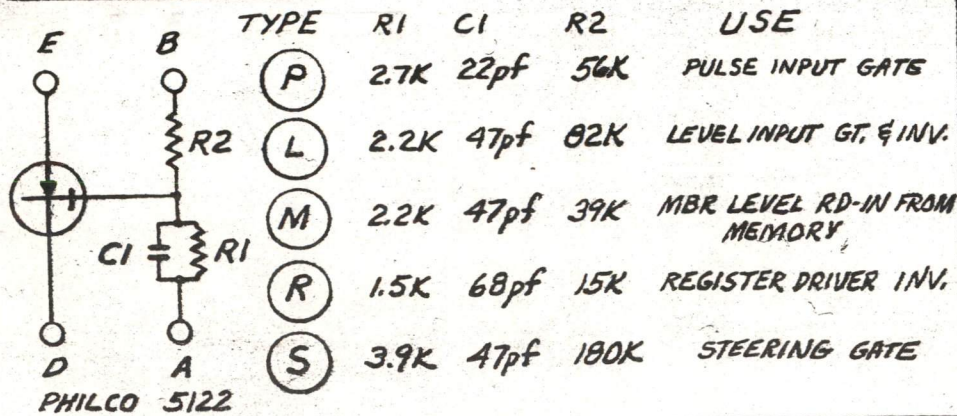 TYPE R1 C1 R2 USE
E B
P 2.7K 22pf 56K PULSE INPUT GATE
R2
L 2.2K 47pf 82K LEVEL INPUT GT. & INV.
M 2.2K 47pf 39K MBR LEVEL RD-IN FROM
MEMORY
C1 R1
R 1.5K 68pf 15K REGISTER DRIVER INV.
S 3.9K 47pf 180K STEERING GATE
D A
PHILCO 5122